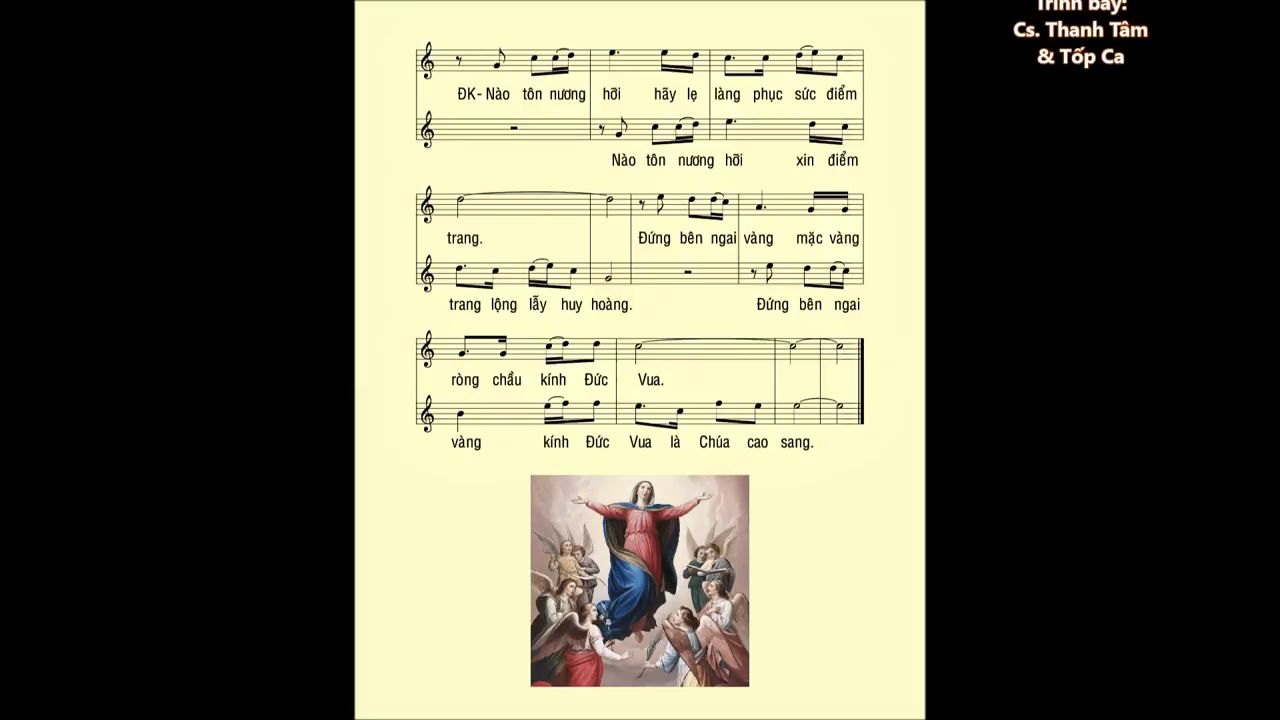 Trình bày:
Cs. Thanh Tâm
& Tốp Ca
ĐK- Nào tôn nương hỡi hãy lẹ làng phục sức điểm
Nào tôn nương hỡi xin điểm
trang. Đứng bên ngai vàng mặc vàng
trang lộng lẫy huy hoàng. Đứng bên ngai
ròng chầu kính Đức Vua.
vàng kính Đức Vua là Chúa cao sang.